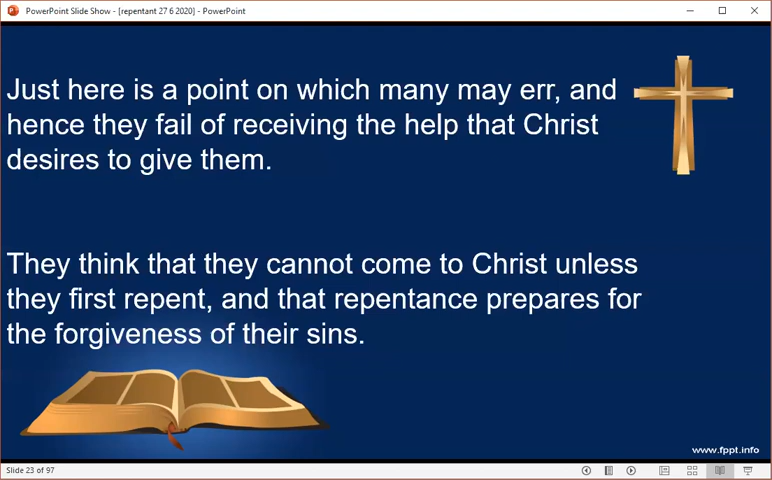 PowerPoint Slide Show - [repentant 27 6 2020] - PowerPoint
Just here is a point on which many may err, and
hence they fail of receiving the help that Christ
desires to give them.
They think that they cannot come to Christ unless
they first repent, and that repentance prepares for
the forgiveness of their sins.
www.fppt.info
Slide 23 of 97